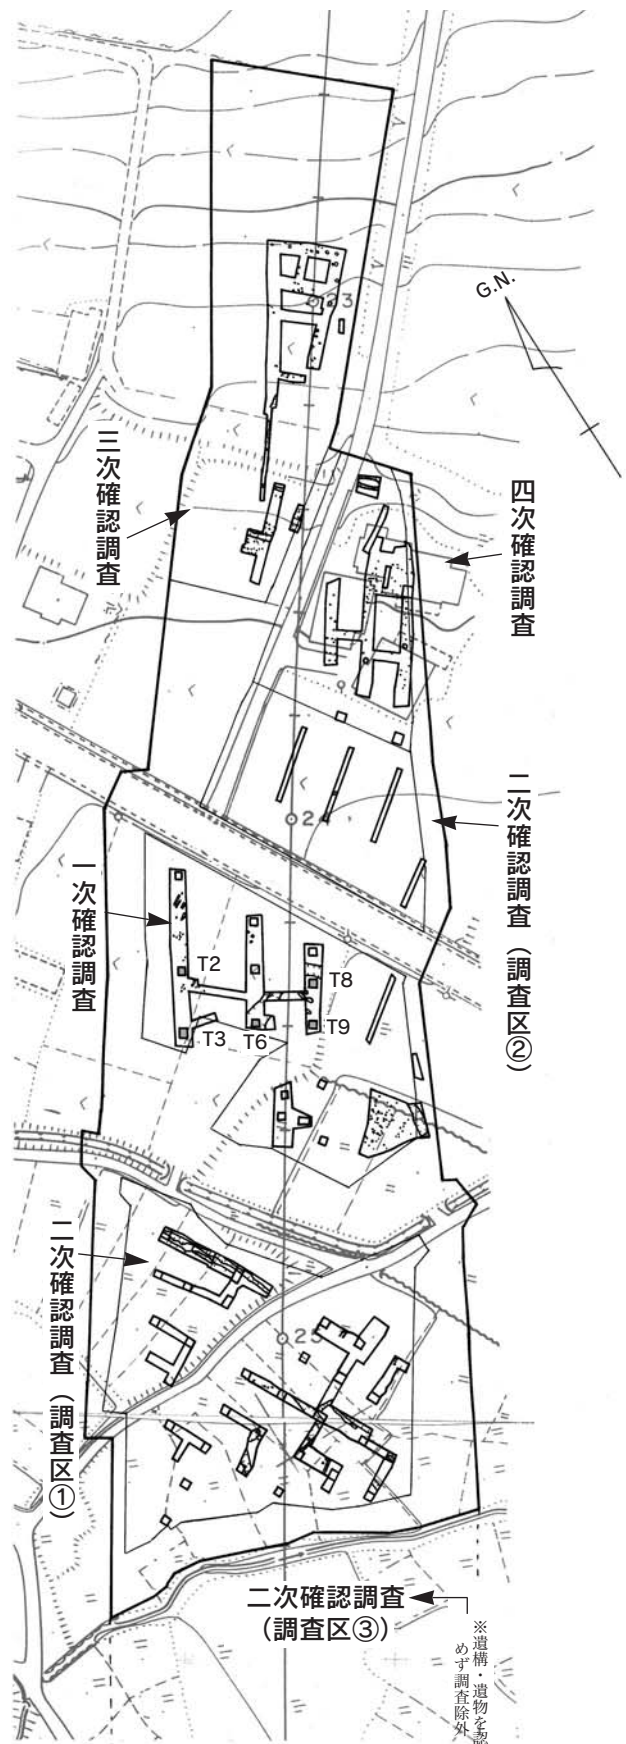 G.N.
23
三次確認調査
四次確認調査
24
二次確認調査（調査区②）
一次確認調査
T2
T8
T3
T6
T9
二次確認調査（調査区①）
25
二次確認調査
（調査区③）
※遺構・遺物を認
めず調査除外